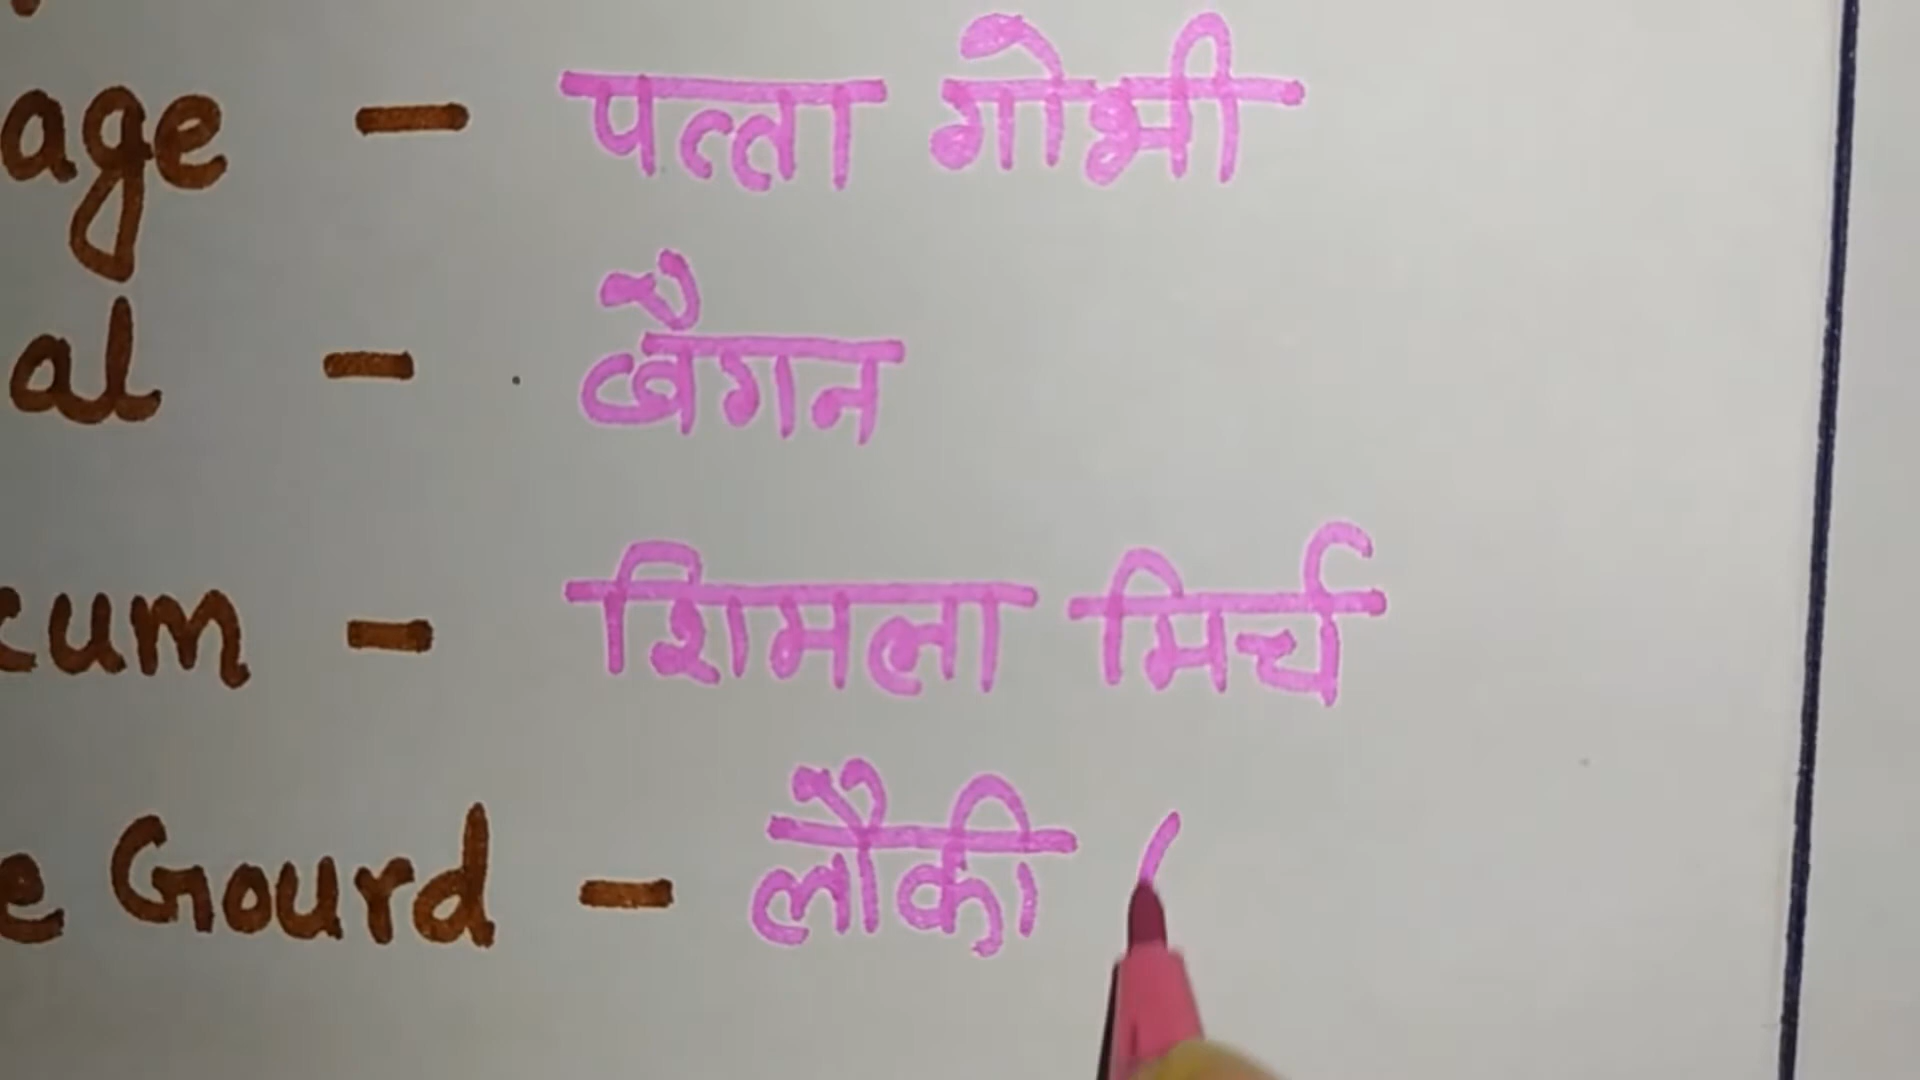 age - पत्ता गोभी
al - बैगन
cum - शिमला मिर्च
e Gourd - लौकी (